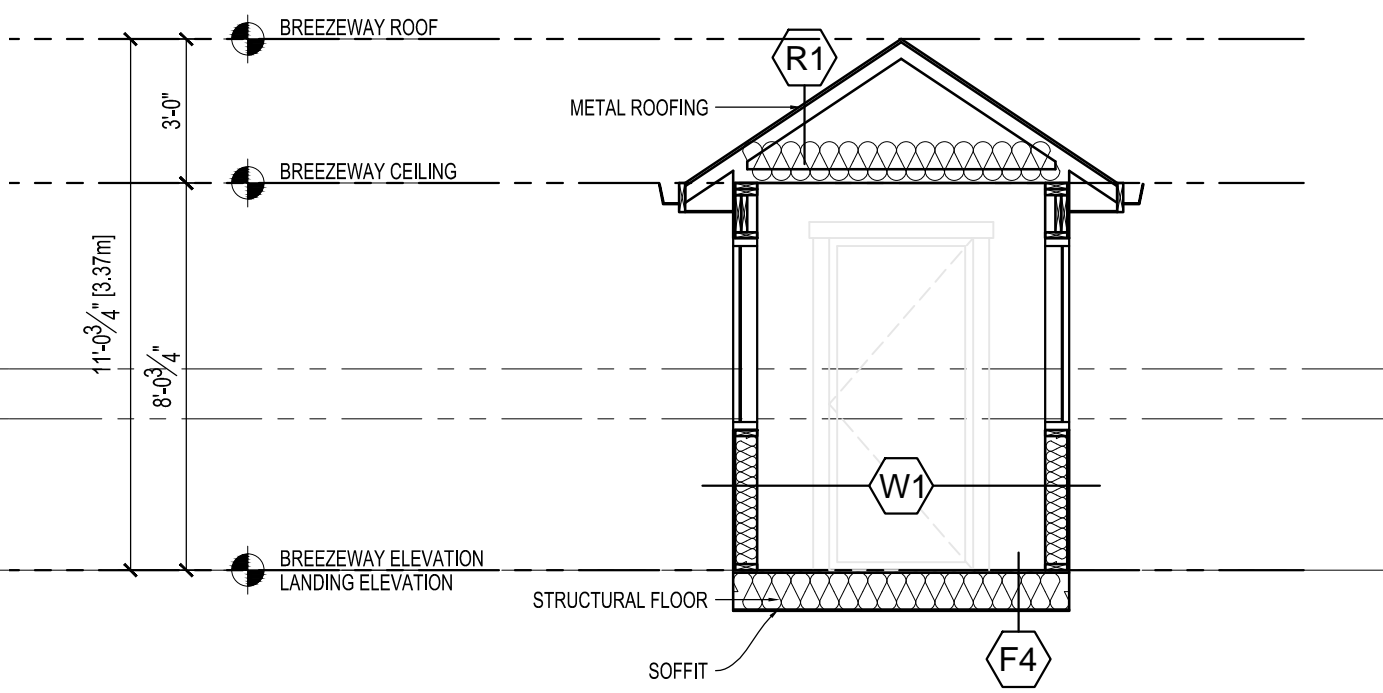 BREEZEWAY ROOF
R1
3'-0"
METAL ROOFING
BREEZEWAY CEILING
11'-0 3/4" [3.37m]
8'-0 3/4"
W1
BREEZEWAY ELEVATION
LANDING ELEVATION
STRUCTURAL FLOOR
SOFFIT
F4